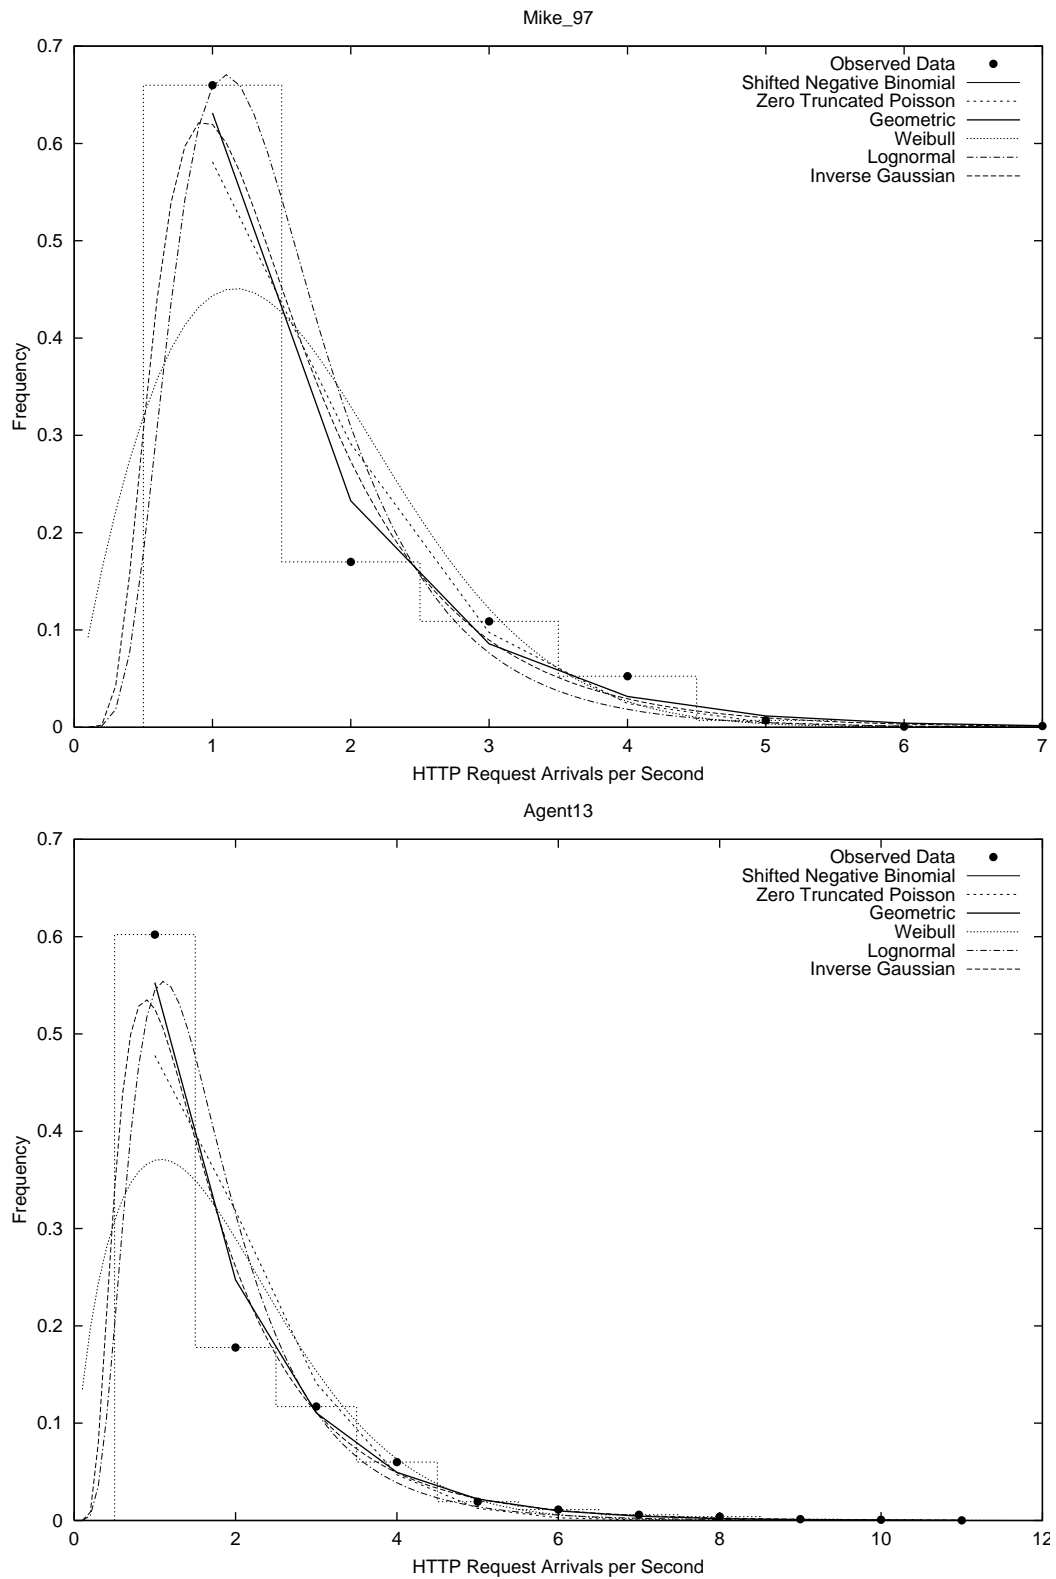 Mike_97
0.7
0.6
0.5
0.4
0.3
0.2
0.1
0
Frequency
Observed Data
Shifted Negative Binomial
Zero Truncated Poisson
Geometric
Weibull
Lognormal
Inverse Gaussian
0 1 2 3 4 5 6 7
HTTP Request Arrivals per Second
Agent13
0.7
0.6
0.5
0.4
0.3
0.2
0.1
0
Frequency
Observed Data
Shifted Negative Binomial
Zero Truncated Poisson
Geometric
Weibull
Lognormal
Inverse Gaussian
0 2 4 6 8 10 12
HTTP Request Arrivals per Second